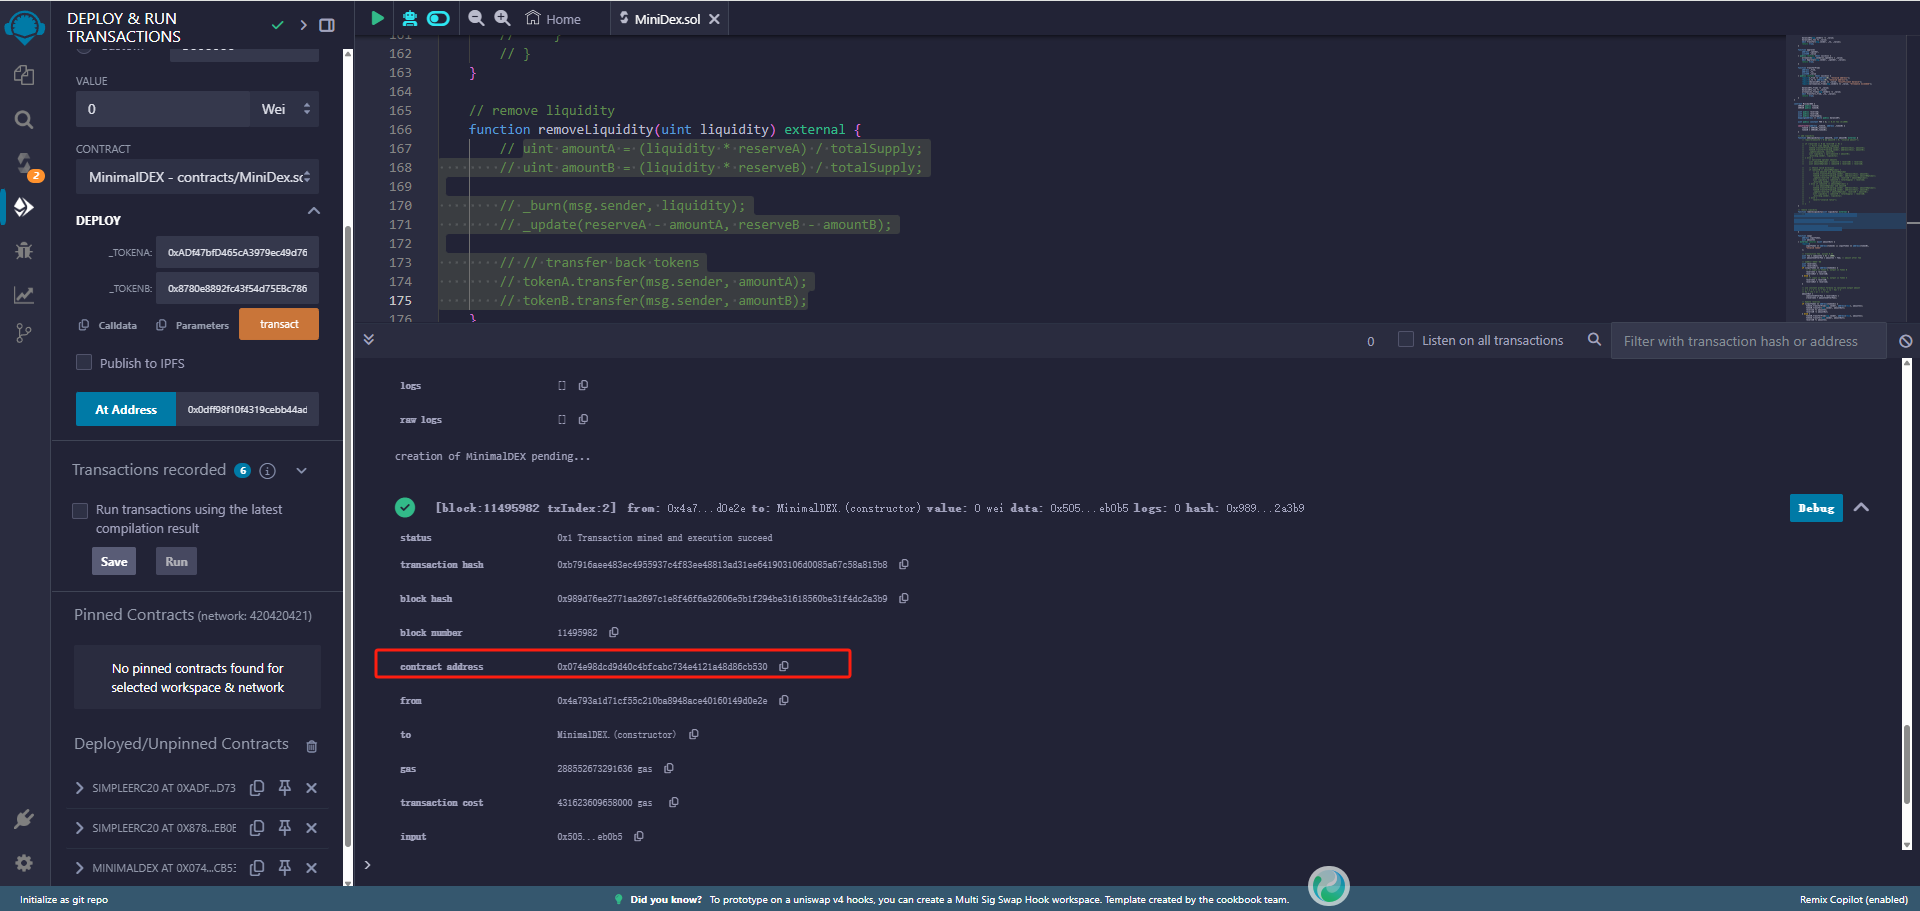 DEPLOY & RUN
TRANSACTIONS
VALUE
0
Wei
CONTRACT
MinimalDEX - contracts/MiniDex.sc
DEPLOY
_TOKENA:
0xADf47bfD465cA3979ec49d76
_TOKENB:
0x8780e8892fc43f54d75EBc786
Calldata
Parameters
transact
Publish to IPFS
At Address
0x0dff98f10f4319cebb44ad
Transactions recorded 6
Run transactions using the latest
compilation result
Save
Run
Pinned Contracts (network: 420420421)
No pinned contracts found for
selected workspace & network
Deployed/Unpinned Contracts
SIMPLEERC20 AT 0XADF...D73
SIMPLEERC20 AT 0X878...EB0E
MINIMALDEX AT 0X074...CB53
2
Home
MiniDex.sol
161 // }
162 // }
163 }
164
165 // remove liquidity
166 function removeLiquidity(uint liquidity) external {
167 // uint amountA = (liquidity * reserveA) / totalSupply;
168 // uint amountB = (liquidity * reserveB) / totalSupply;
169
170 // _burn(msg.sender, liquidity);
171 // _update(reserveA - amountA, reserveB - amountB);
172
173 // // transfer back tokens
174 // tokenA.transfer(msg.sender, amountA);
175 // tokenB.transfer(msg.sender, amountB);
176 }
0
Listen on all transactions
Filter with transaction hash or address
logs []
raw logs []
creation of MinimalDEX pending...
[block:11495982 txIndex:2] from: 0x4a7...d0e2e to: MinimalDEX.(constructor) value: 0 wei data: 0x505...eb0b5 logs: 0 hash: 0x989...2a3b9
Debug
status 0x1 Transaction mined and execution succeed
transaction hash 0xb7916aee483ec4955937c4f83ee48813ad31ee641903106d0085a67c58a815b8
block hash 0x989d76ee2771aa2697c1e8f46f6a92606e5b1f294be31618560be31f4dc2a3b9
block number 11495982
contract address 0x074e98dcd9d40c4bfcabc734e4121a48d86cb530
from 0x4a793a1d71cf55c210ba8948ace40160149d0e2e
to MinimalDEX.(constructor)
gas 288552673291636 gas
transaction cost 431623609658000 gas
input 0x505...eb0b5
>
Initialize as git repo
Did you know? To prototype on a uniswap v4 hooks, you can create a Multi Sig Swap Hook workspace. Template created by the cookbook team.
Remix Copilot (enabled)